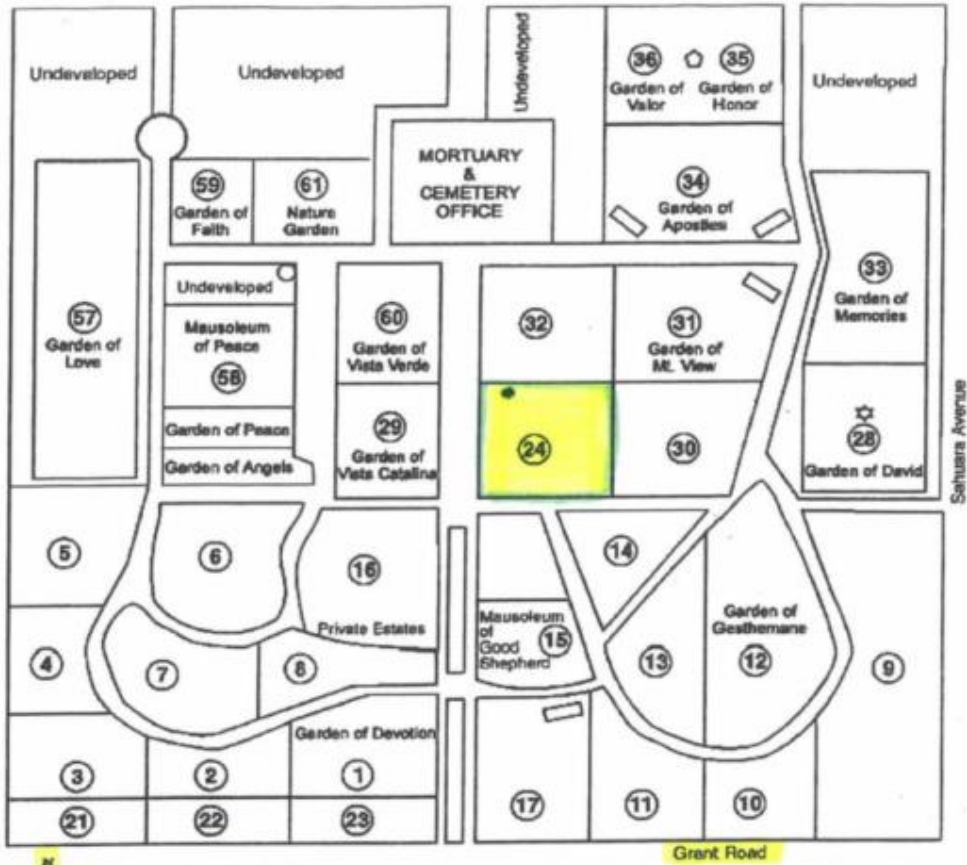 Undeveloped
Undeveloped
Undeveloped
36
35
Garden of
Valor
Garden of
Honor
Undeveloped
MORTUARY
&
CEMETERY
OFFICE
59
Garden of
Faith
61
Nature
Garden
34
Garden of
Apostles
33
Garden of
Memories
57
Garden of
Love
Undeveloped
Mausoleum
of Peace
58
Garden of Peace
Garden of Angels
60
Garden of
Vista Verde
29
Garden of
Vista Catalina
32
31
Garden of
Mt. View
24
30
28
Garden of David
Sahuara Avenue
5
6
16
Private Estates
14
4
7
8
Mausoleum
of
Good
Shepherd
15
13
Garden of
Gesthemane
12
9
Garden of Devotion
3
2
1
17
11
10
21
22
23
Grant Road